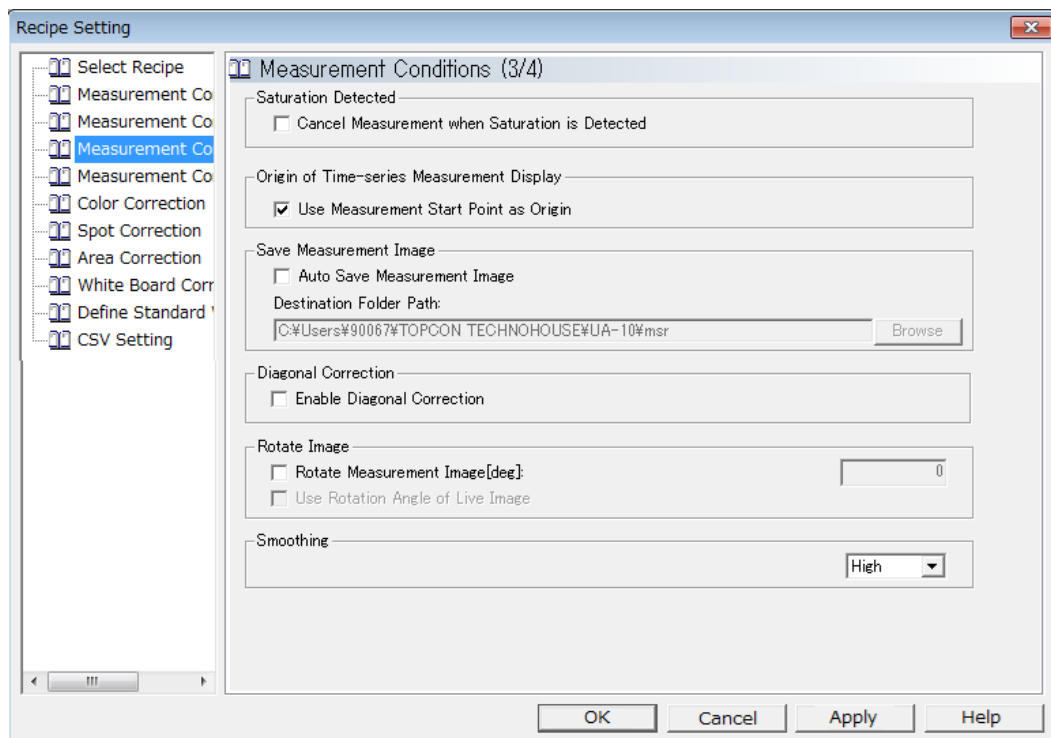 Recipe Setting
Select Recipe
Measurement Co
Measurement Co
Measurement Co
Measurement Co
Color Correction
Spot Correction
Area Correction
White Board Corr
Define Standard
CSV Setting
Measurement Conditions (3/4)
Saturation Detected
Cancel Measurement when Saturation is Detected
Origin of Time-series Measurement Display
Use Measurement Start Point as Origin
Save Measurement Image
Auto Save Measurement Image
Destination Folder Path:
C:¥Users¥90067¥TOPCON TECHNOHOUSE¥UA-10¥msr
Browse
Diagonal Correction
Enable Diagonal Correction
Rotate Image
Rotate Measurement Image[deg]:
0
Use Rotation Angle of Live Image
Smoothing
High
OK Cancel Apply Help